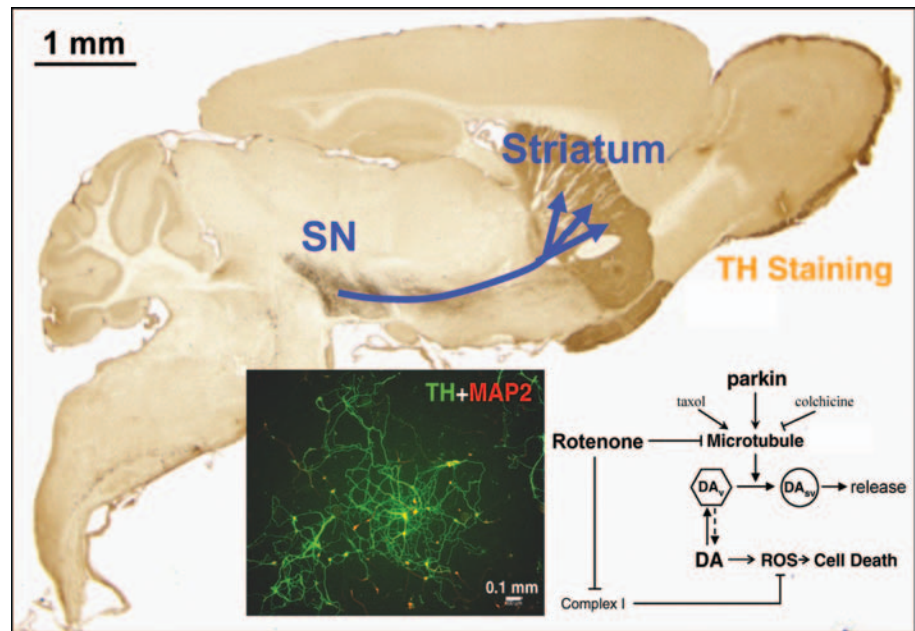 1 mm
Striatum
SN
TH Staining
TH+MAP2
0.1 mm
parkin
taxol
colchicine
Rotenone
Microtubule
DAv
DAsv
release
DA
ROS
Cell Death
Complex I